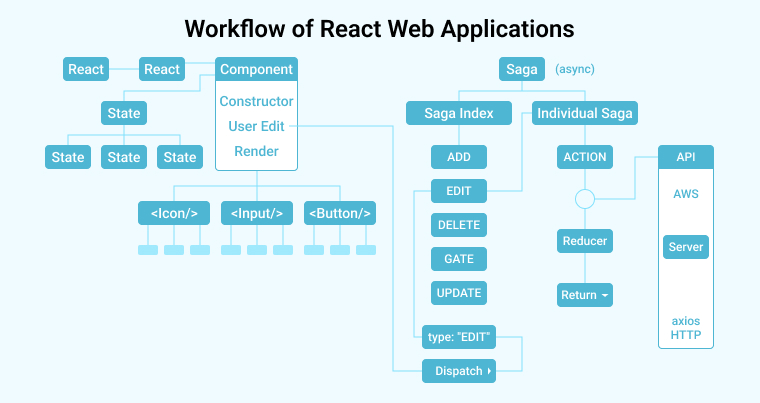 Workflow of React Web Applications
React
React
Component
State
State
State
State
Constructor
User Edit
Render
<Icon/>
<Input/>
<Button/>
Saga
(async)
Saga Index
Individual Saga
ADD
EDIT
DELETE
GATE
UPDATE
type: "EDIT"
Dispatch
ACTION
Reducer
Return
API
AWS
Server
axios
HTTP